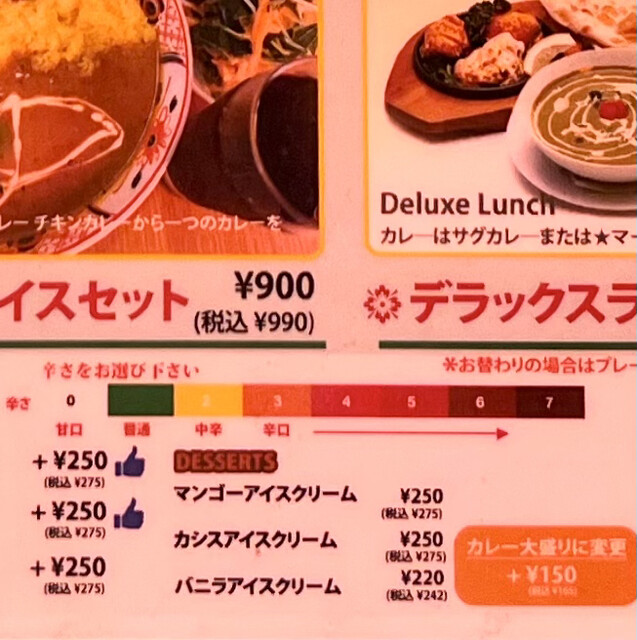 レー チキンカレーから一つのカレーを
Deluxe Lunch
カレーはサグカレーまたは★マー
イスセット
¥900
(税込 ¥990)
デラックスラ
辛さをお選び下さい
※お替わりの場合はプレー
辛さ 0 2 3 4 5 6 7
甘口 普通 中辛 辛口
+ ¥250
(税込 ¥275)
+ ¥250
(税込 ¥275)
+ ¥250
(税込 ¥275)
DESSERTS
マンゴーアイスクリーム ¥250
(税込 ¥275)
カシスアイスクリーム ¥250
(税込 ¥275)
バニラアイスクリーム ¥220
(税込 ¥242)
カレー大盛りに変更
+ ¥150
(税込 ¥165)